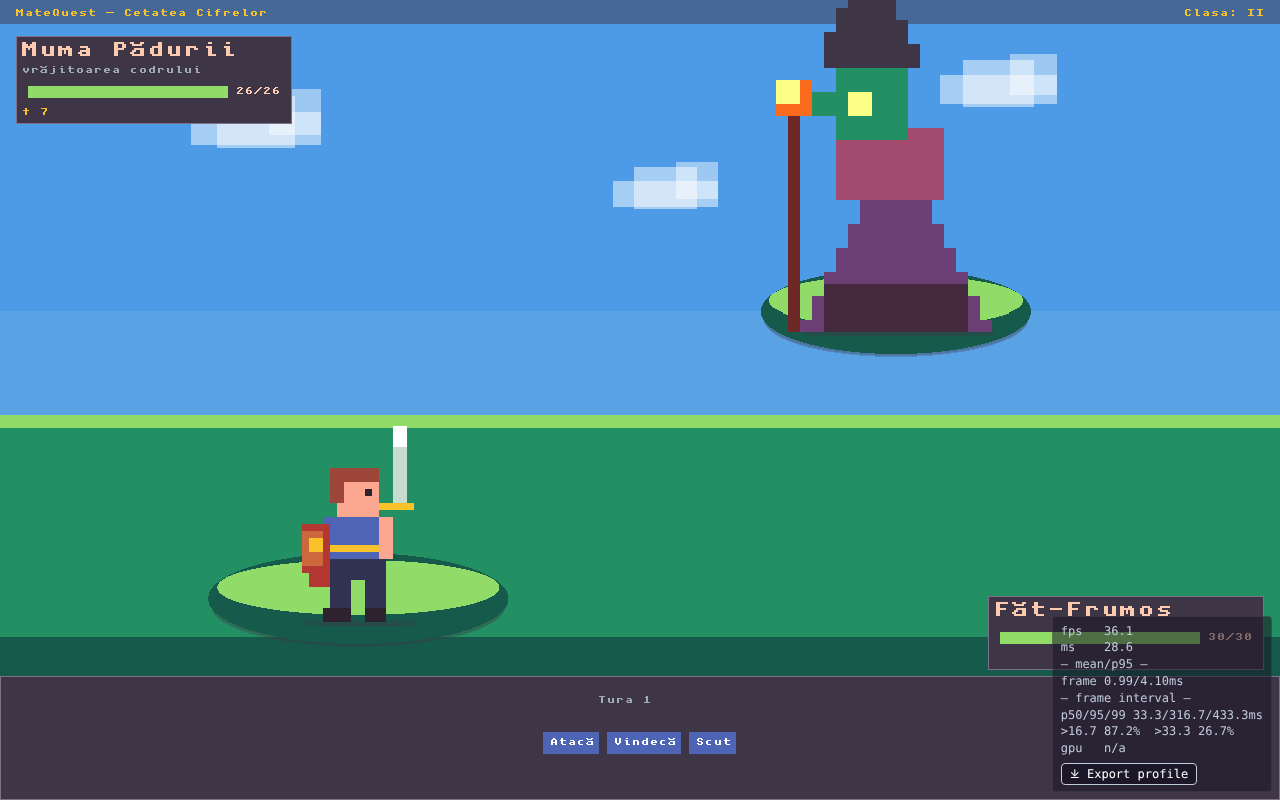 MateQuest — Cetatea Cifrelor
Clasa: II
Muma Pădurii
vrăjitoarea codrului
26/26
† 7
Făt-Frumos
30/30
fps 36.1
ms 28.6
— mean/p95 —
frame 0.99/4.10ms
— frame interval —
p50/95/99 33.3/316.7/433.3ms
>16.7 87.2% >33.3 26.7%
gpu n/a
Export profile
Tura 1
Atacă
Vindecă
Scut